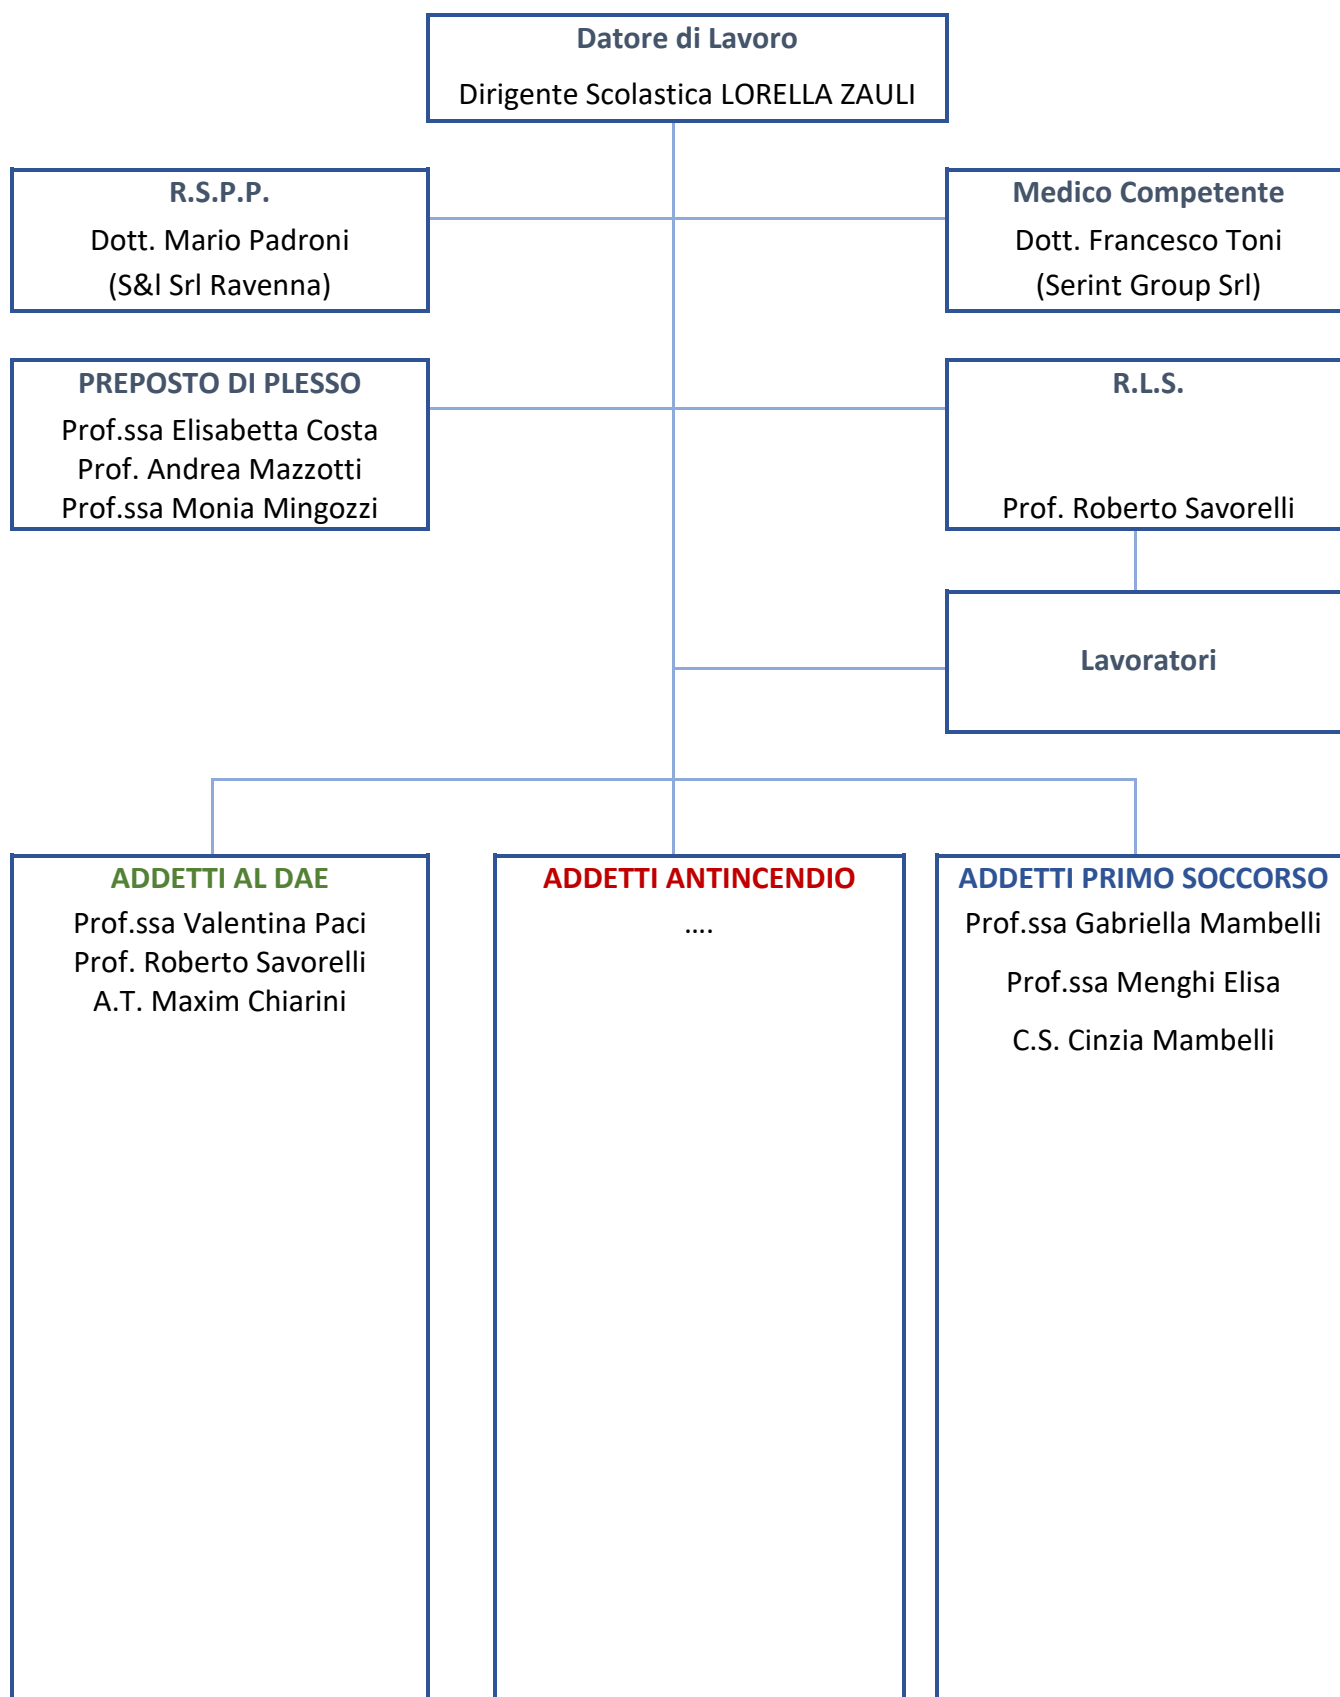 Datore di Lavoro
Dirigente Scolastica LORELLA ZAULI
R.S.P.P.
Dott. Mario Padroni
(S&l Srl Ravenna)
Medico Competente
Dott. Francesco Toni
(Serint Group Srl)
PREPOSTO DI PLESSO
Prof.ssa Elisabetta Costa
Prof. Andrea Mazzotti
Prof.ssa Monia Mingozzi
R.L.S.
Prof. Roberto Savorelli
Lavoratori
ADDETTI AL DAE
Prof.ssa Valentina Paci
Prof. Roberto Savorelli
A.T. Maxim Chiarini
ADDETTI ANTINCENDIO
....
ADDETTI PRIMO SOCCORSO
Prof.ssa Gabriella Mambelli
Prof.ssa Menghi Elisa
C.S. Cinzia Mambelli